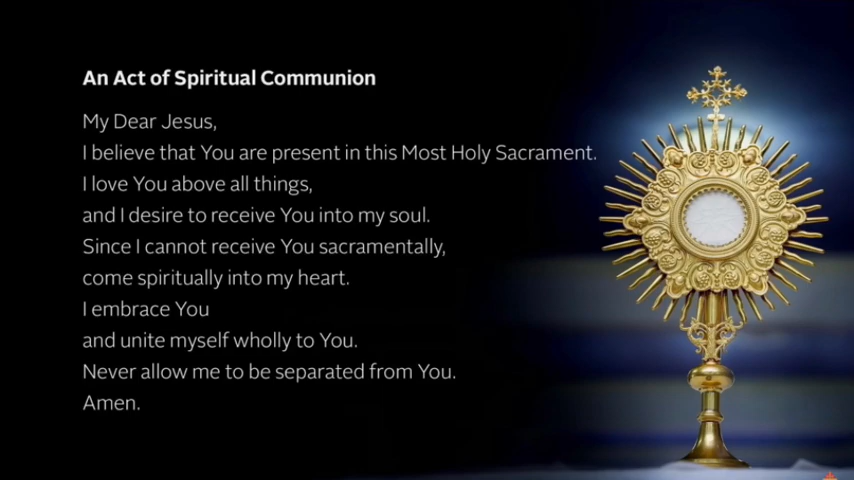 An Act of Spiritual Communion
My Dear Jesus,
I believe that You are present in this Most Holy Sacrament.
I love You above all things,
and I desire to receive You into my soul.
Since I cannot receive You sacramentally,
come spiritually into my heart.
I embrace You
and unite myself wholly to You.
Never allow me to be separated from You.
Amen.